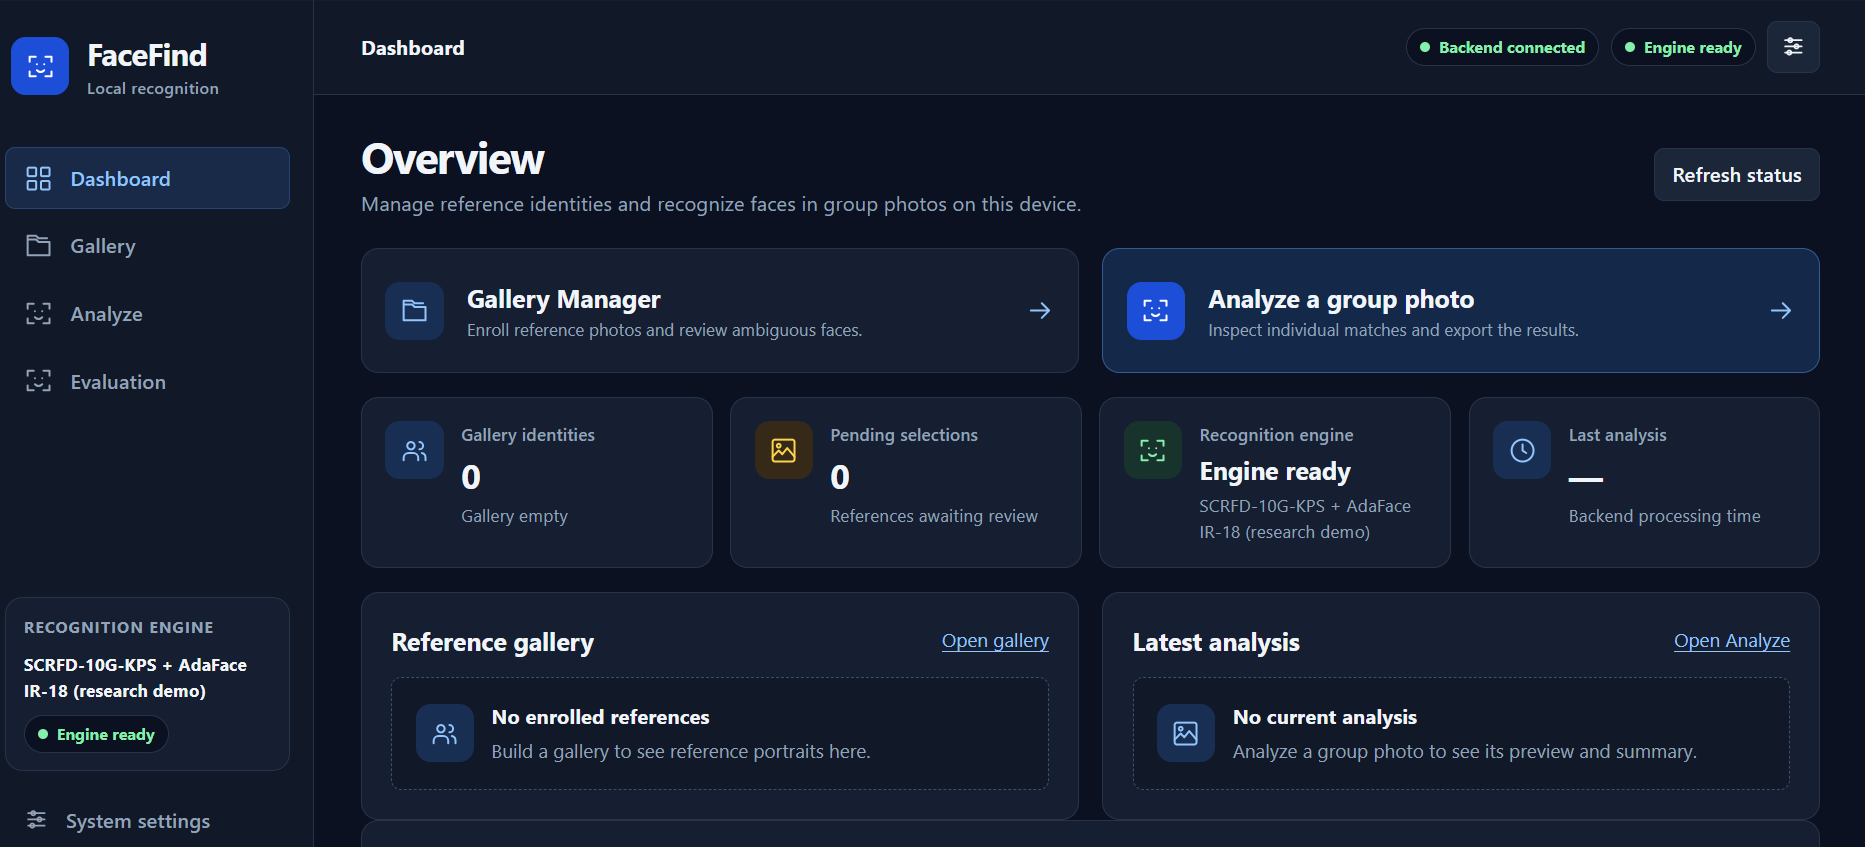 FaceFind
Local recognition
Dashboard
Gallery
Analyze
Evaluation
RECOGNITION ENGINE
SCRFD-10G-KPS + AdaFace
IR-18 (research demo)
Engine ready
System settings
Dashboard
Backend connected
Engine ready
Overview
Manage reference identities and recognize faces in group photos on this device.
Refresh status
Gallery Manager
Enroll reference photos and review ambiguous faces.
Analyze a group photo
Inspect individual matches and export the results.
Gallery identities
0
Gallery empty
Pending selections
0
References awaiting review
Recognition engine
Engine ready
SCRFD-10G-KPS + AdaFace
IR-18 (research demo)
Last analysis
—
Backend processing time
Reference gallery
Open gallery
No enrolled references
Build a gallery to see reference portraits here.
Latest analysis
Open Analyze
No current analysis
Analyze a group photo to see its preview and summary.